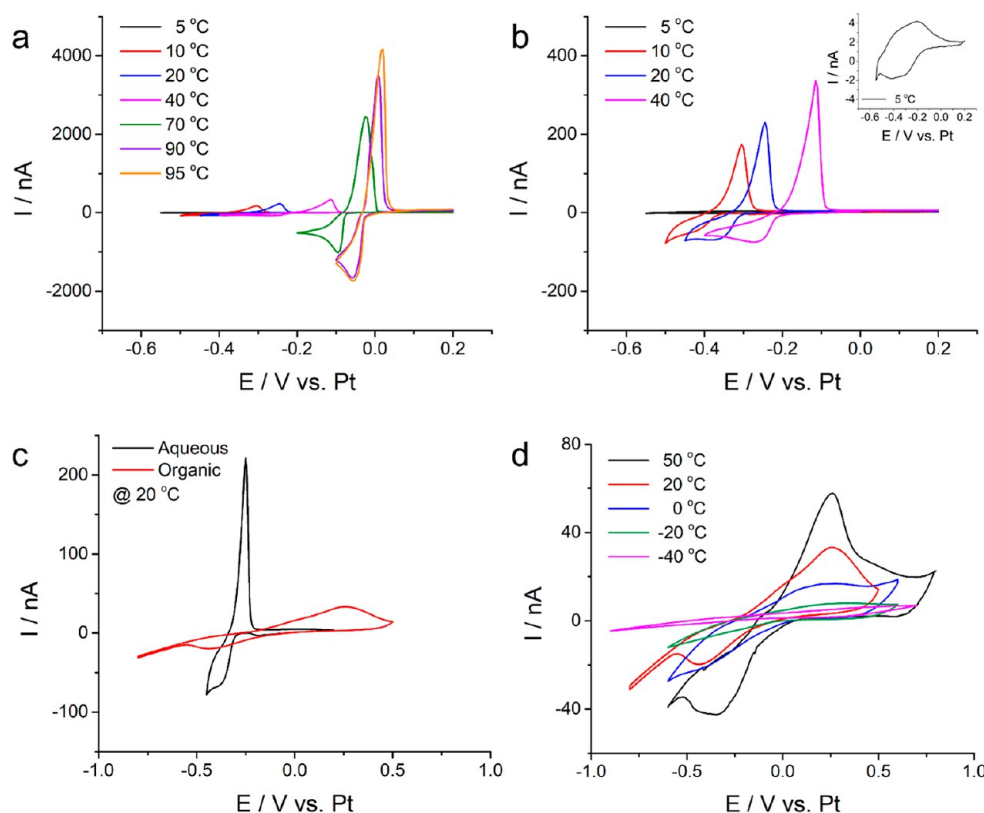 a
5 °C
10 °C
20 °C
40 °C
70 °C
90 °C
95 °C
4000
2000
0
-2000
I / nA
-0.6
-0.4
-0.2
0.0
0.2
E / V vs. Pt
b
5 °C
10 °C
20 °C
40 °C
400
200
0
-200
I / nA
-0.6
-0.4
-0.2
0.0
0.2
E / V vs. Pt
4
2
0
-2
-4
I / nA
5 °C
-0.6
-0.4
-0.2
0.0
0.2
E / V vs. Pt
c
Aqueous
Organic
@ 20 °C
200
100
0
-100
I / nA
-1.0
-0.5
0.0
0.5
1.0
E / V vs. Pt
d
50 °C
20 °C
0 °C
-20 °C
-40 °C
80
40
0
-40
I / nA
-1.0
-0.5
0.0
0.5
1.0
E / V vs. Pt